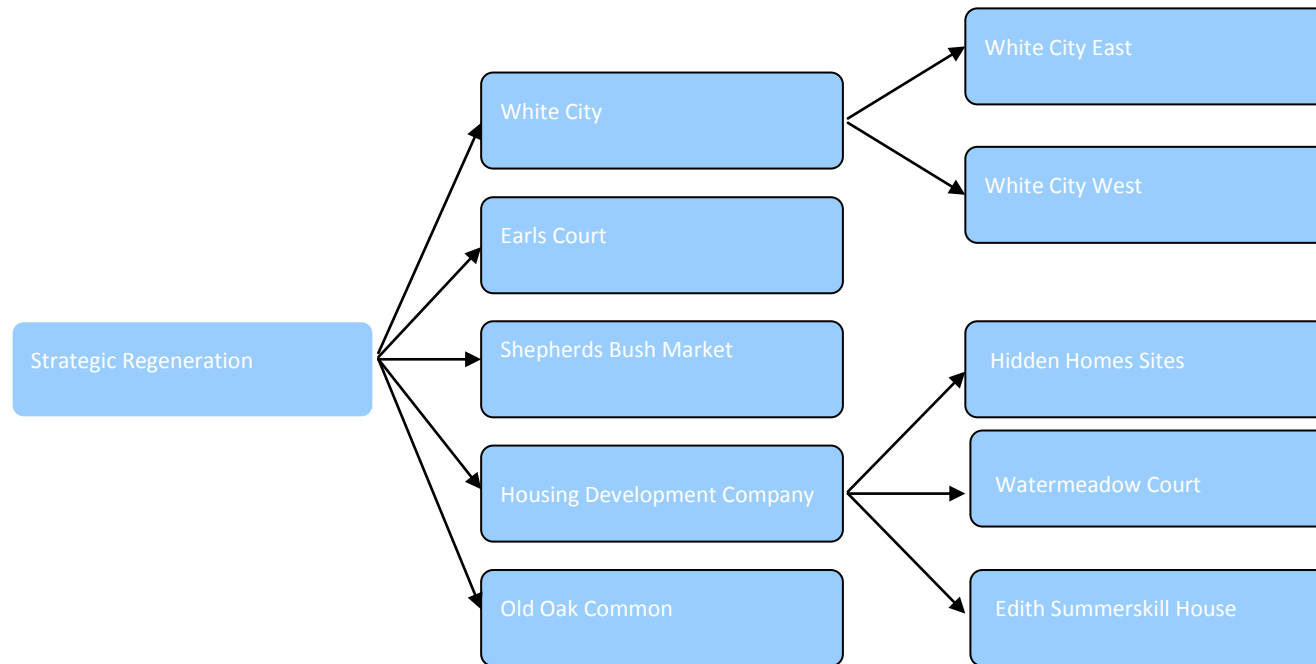 Strategic Regeneration
White City
Earls Court
Shepherds Bush Market
Housing Development Company
Old Oak Common
White City East
White City West
Hidden Homes Sites
Watermeadow Court
Edith Summerskill House